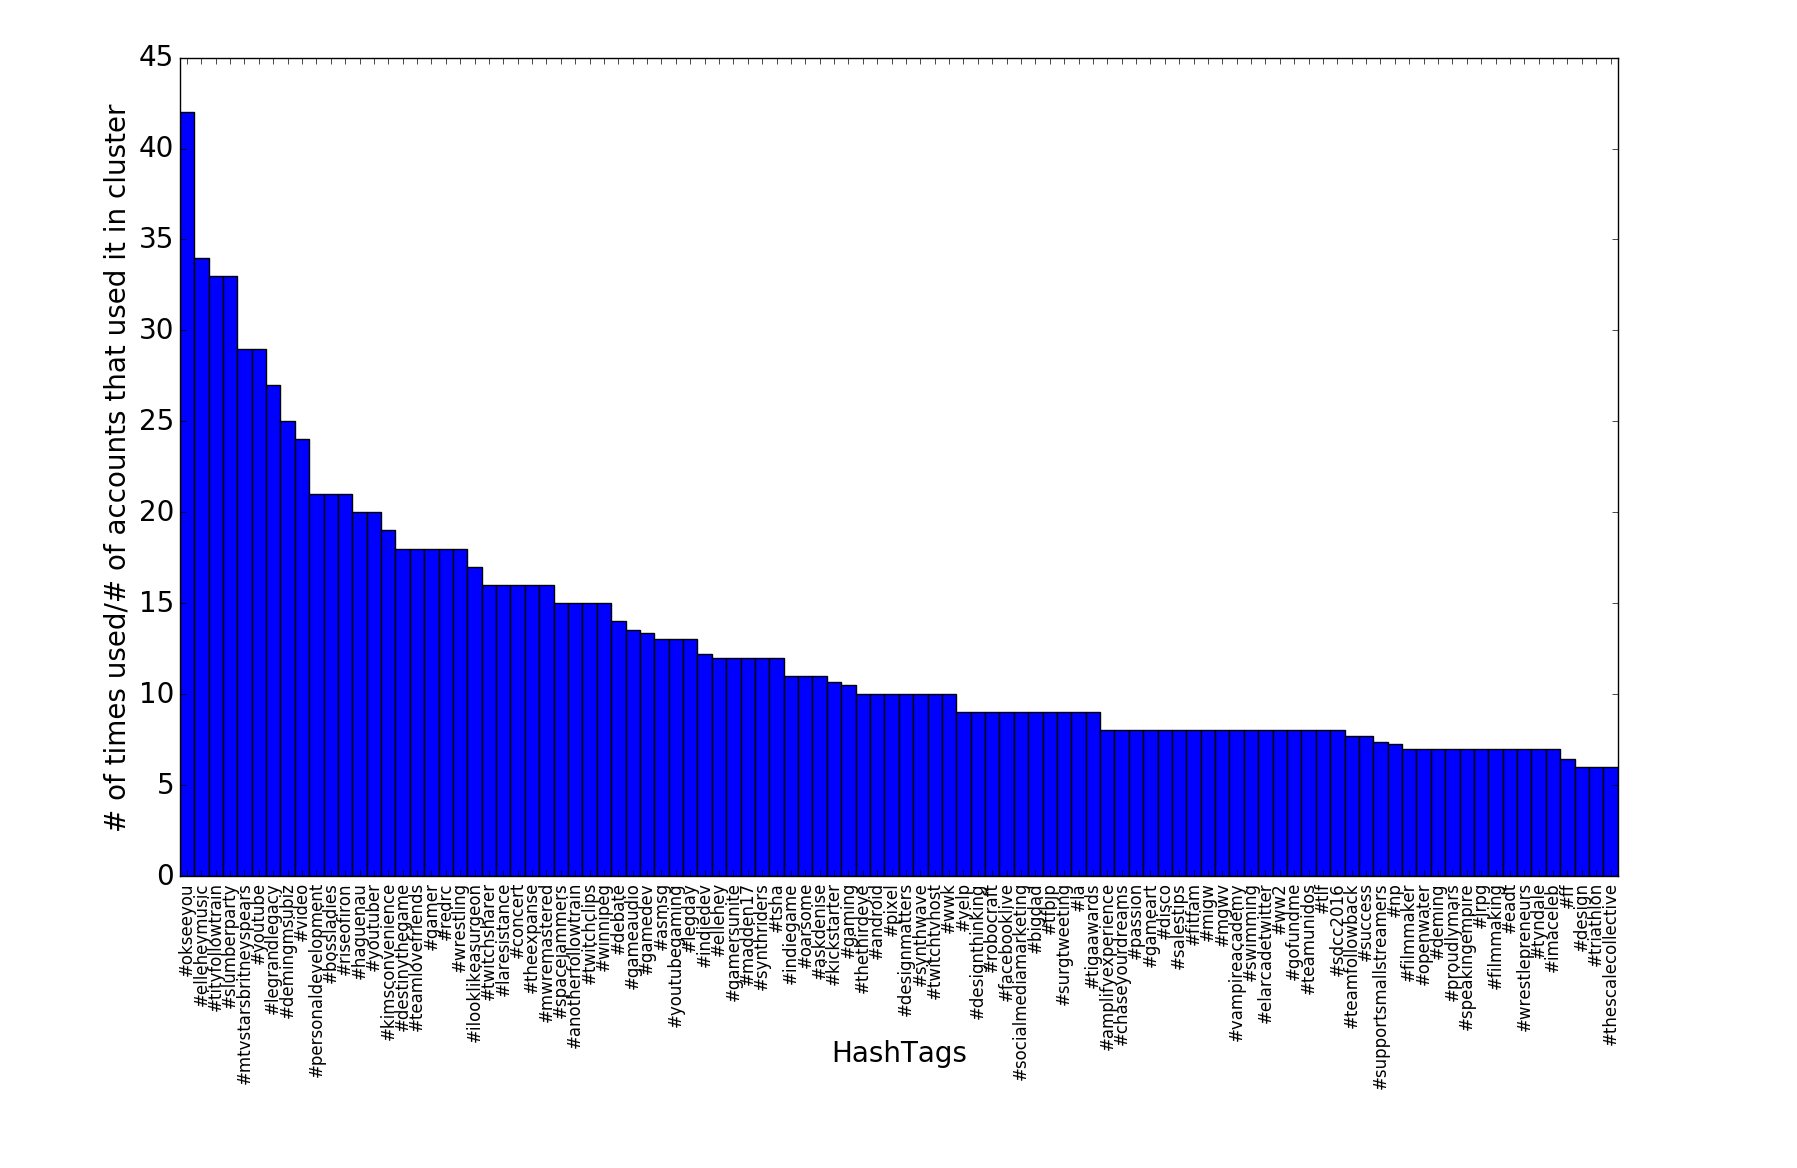 # of times used/# of accounts that used it in cluster
45
40
35
30
25
20
15
10
5
0
#okseeyou
#elleheymusic
#tityfollowtrain
#slumberparty
#mtvstarsbritneyspears
#youtube
#legrandlegacy
#demingmsubiz
#video
#personaldevelopment
#bossladies
#riseofiron
#haguenau
#youtuber
#kimsconvenience
#destinythegame
#teamloverfriends
#gamer
#regrc
#wrestling
#ilooklikeasurgeon
#twitchsharer
#laresistance
#concert
#theexpanse
#mwremastered
#spacejammers
#anotherfollowtrain
#twitchclips
#winnipeg
#debate
#gameaudio
#gamedev
#asmsg
#youtubegaming
#legday
#indiedev
#ellehey
#gamersunite
#madden17
#synthriders
#tsha
#indiegame
#oarsome
#askdenise
#kickstarter
#gaming
#thethirdeye
#android
#pixel
#designmatters
#synthwave
#twitchtvhost
#wwk
#yelp
#designthinking
#robocraft
#facebooklive
#socialmediamarketing
#bigdad
#tfbjp
#surgtweeting
#la
#tigaawards
#amplifyexperience
#chaseyourdreams
#passion
#gameart
#disco
#salestips
#fitfam
#migw
#mgwv
#vampireacademy
#swimming
#elarcadetwitter
#ww2
#gofundme
#teamunidos
#tlf
#sdcc2016
#teamfollowback
#success
#supportsmallstreamers
#np
#filmmaker
#openwater
#deming
#proudlymars
#speakingempire
#jrpg
#filmmaking
#eadt
#wrestlepreneurs
#tyndale
#imaceleb
#ff
#design
#triathlon
#thescalecollective
HashTags